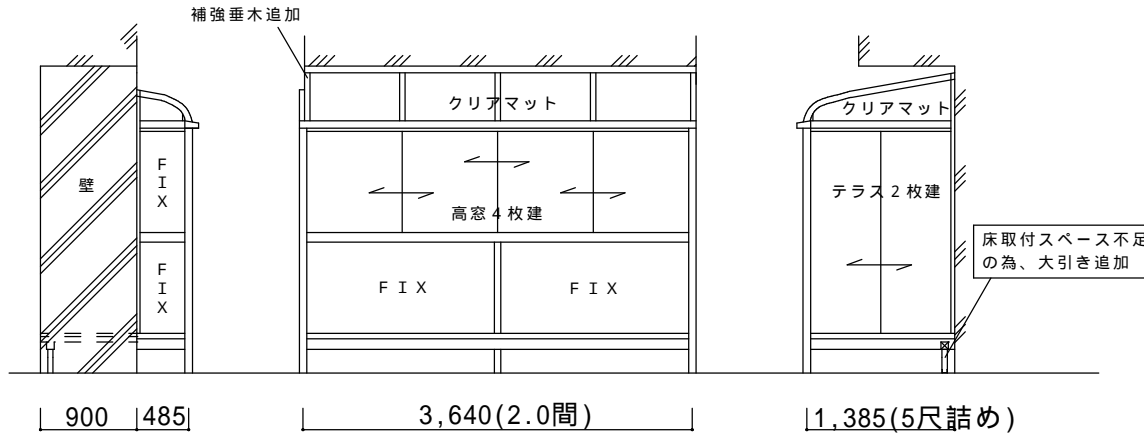 補強垂木追加
クリアマット
クリアマット
FIX
壁
高窓4枚建
テラス2枚建
床取付スペース不足
の為、大引き追加
FIX
FIX
FIX
900
485
3,640(2.0間)
1,385(5尺詰め)